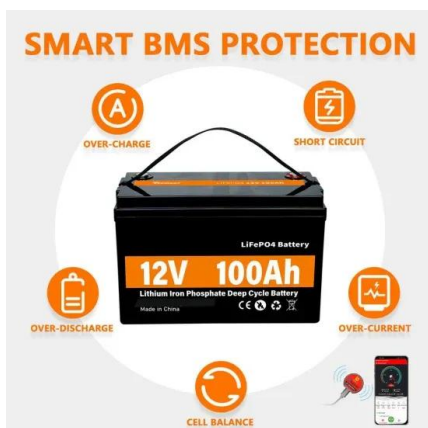 SMART BMS PROTECTION
A
OVER-CHARGE
SHORT CIRCUIT
LiFePO4 Battery
12V 100Ah
Lithium Iron Phosphate Deep Cycle Battery
Made in China
CE
OVER-DISCHARGE
OVER-CURRENT
CELL BALANCE